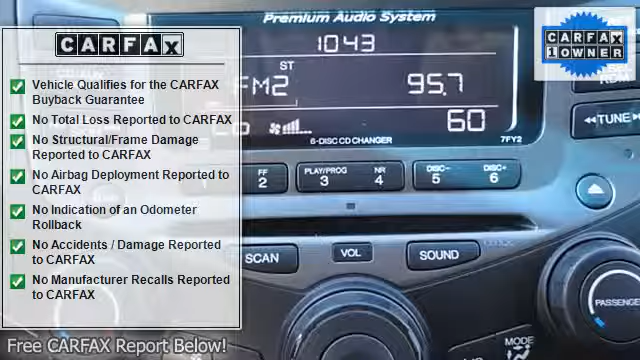 Premium Audio System
CARFAX
CARFAX
1 OWNER
1043
ST
FM2
95.7
60
6-DISC CD CHANGER
7FY2
TUNE
Vehicle Qualifies for the CARFAX
Buyback Guarantee
No Total Loss Reported to CARFAX
No Structural/Frame Damage
Reported to CARFAX
No Airbag Deployment Reported to
CARFAX
No Indication of an Odometer
Rollback
No Accidents / Damage Reported
to CARFAX
No Manufacturer Recalls Reported
to CARFAX
FF
2
PLAY/PROG
3
NR
4
DISC-
5
DISC+
6
SCAN
VOL
SOUND
PASSENGER
MODE
Free CARFAX Report Below!